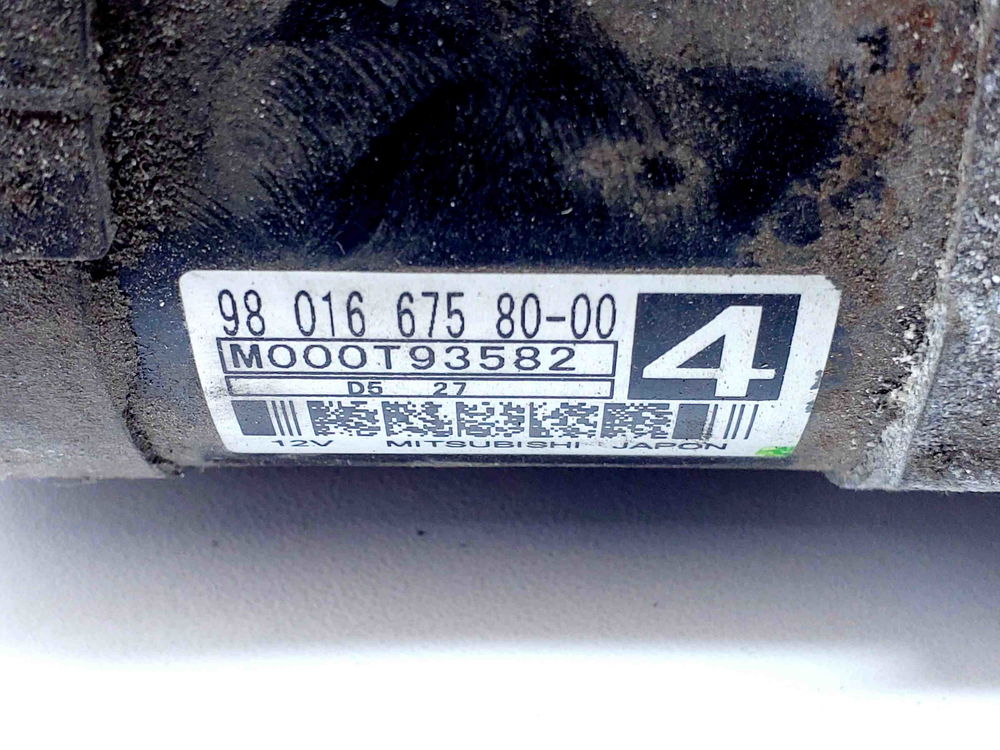 98 016 675 80-00
M000T93582
D5 27
4
12V MITSUBISHI JAPON